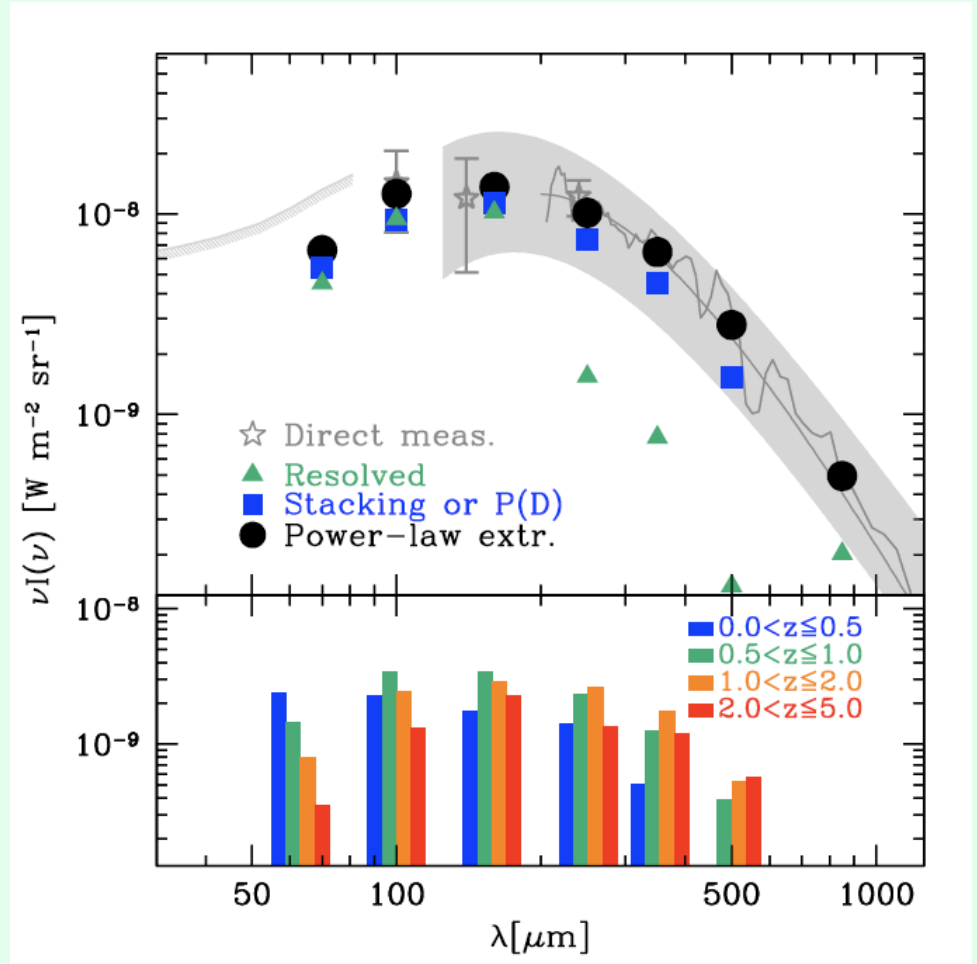 νI(ν) [W m⁻² sr⁻¹]
10⁻⁸
10⁻⁹
☆ Direct meas.
▲ Resolved
■ Stacking or P(D)
● Power-law extr.
10⁻⁸
10⁻⁹
0.0<z≦0.5
0.5<z≦1.0
1.0<z≦2.0
2.0<z≦5.0
50 100 500 1000
λ[μm]